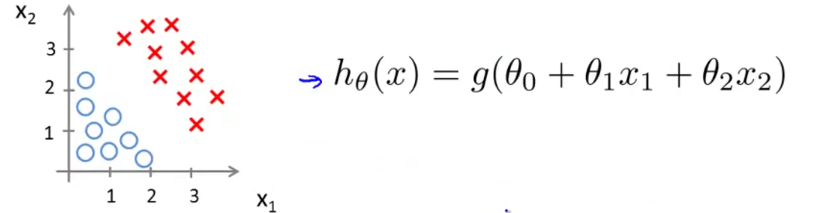 x₂
3
2
1
1 2 3
x₁
→ hθ(x) = g(θ₀ + θ₁x₁ + θ₂x₂)